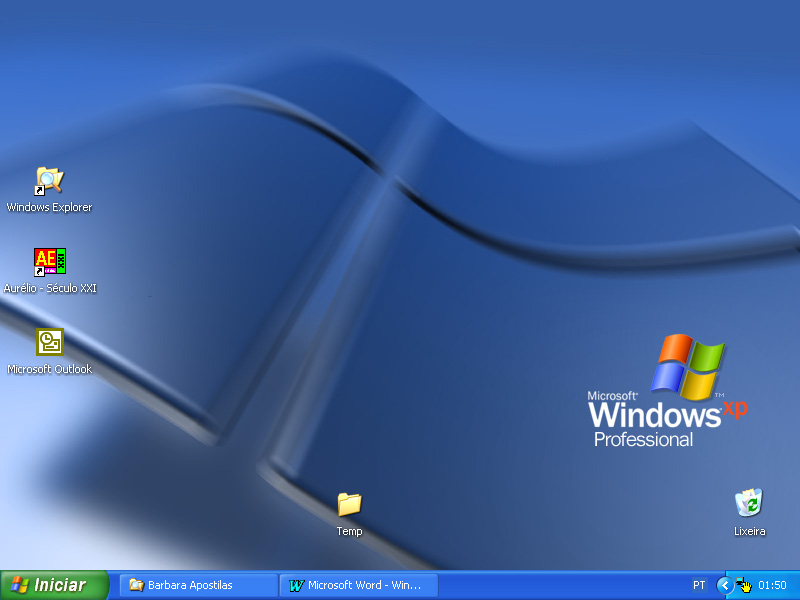 Windows Explorer
AE
Aurélio - Século XXI
Microsoft Outlook
Microsoft®
Windows xp
™
Professional
Temp
Lixeira
Iniciar
Barbara Apostilas
W
Microsoft Word - Win...
PT
01:50